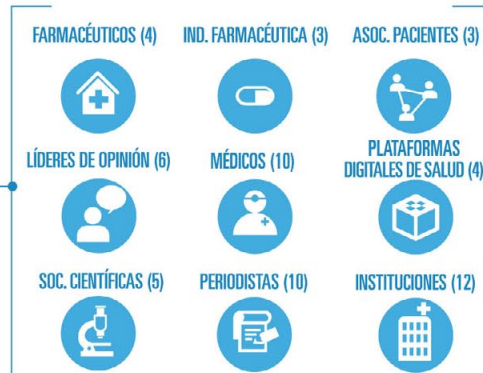 FARMACÉUTICOS (4)
IND. FARMACÉUTICA (3)
ASOC. PACIENTES (3)
LÍDERES DE OPINIÓN (6)
MÉDICOS (10)
PLATAFORMAS
DIGITALES DE SALUD (4)
SOC. CIENTÍFICAS (5)
PERIODISTAS (10)
INSTITUCIONES (12)